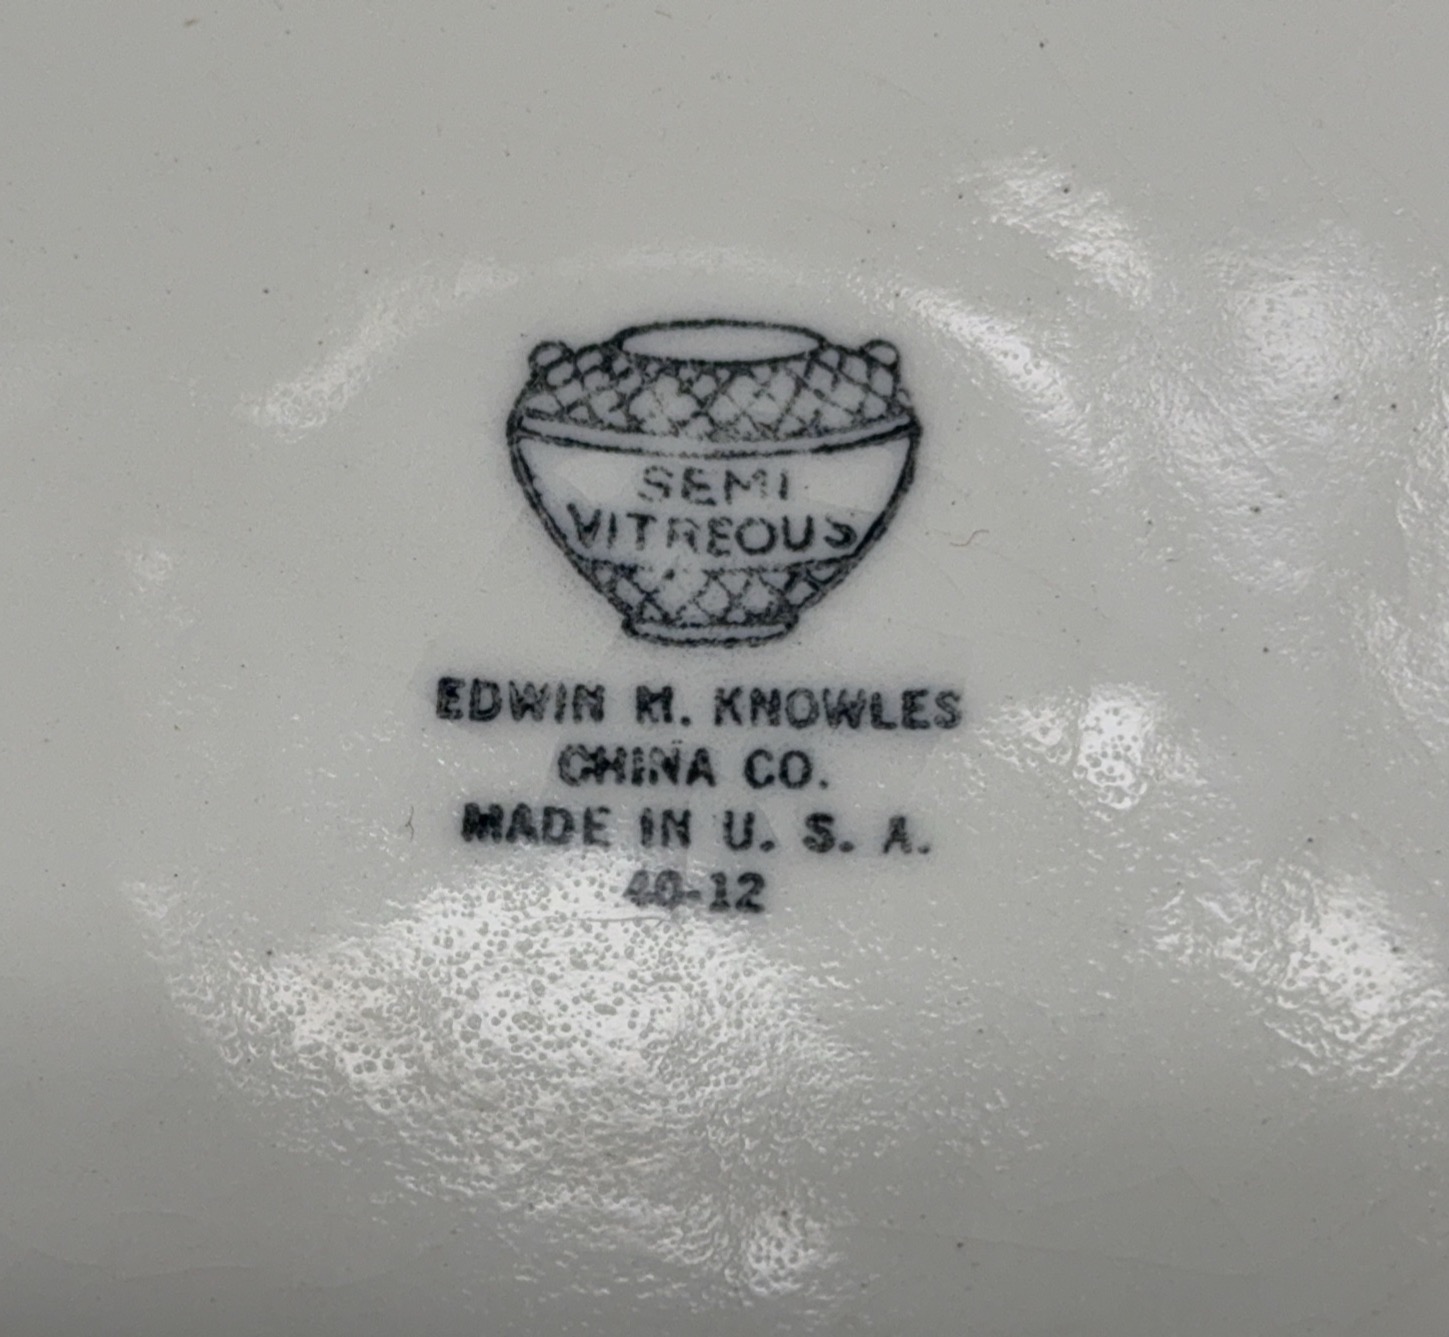 SEMI
VITREOUS
EDWIN M. KNOWLES
CHINA CO.
MADE IN U. S. A.
40-12